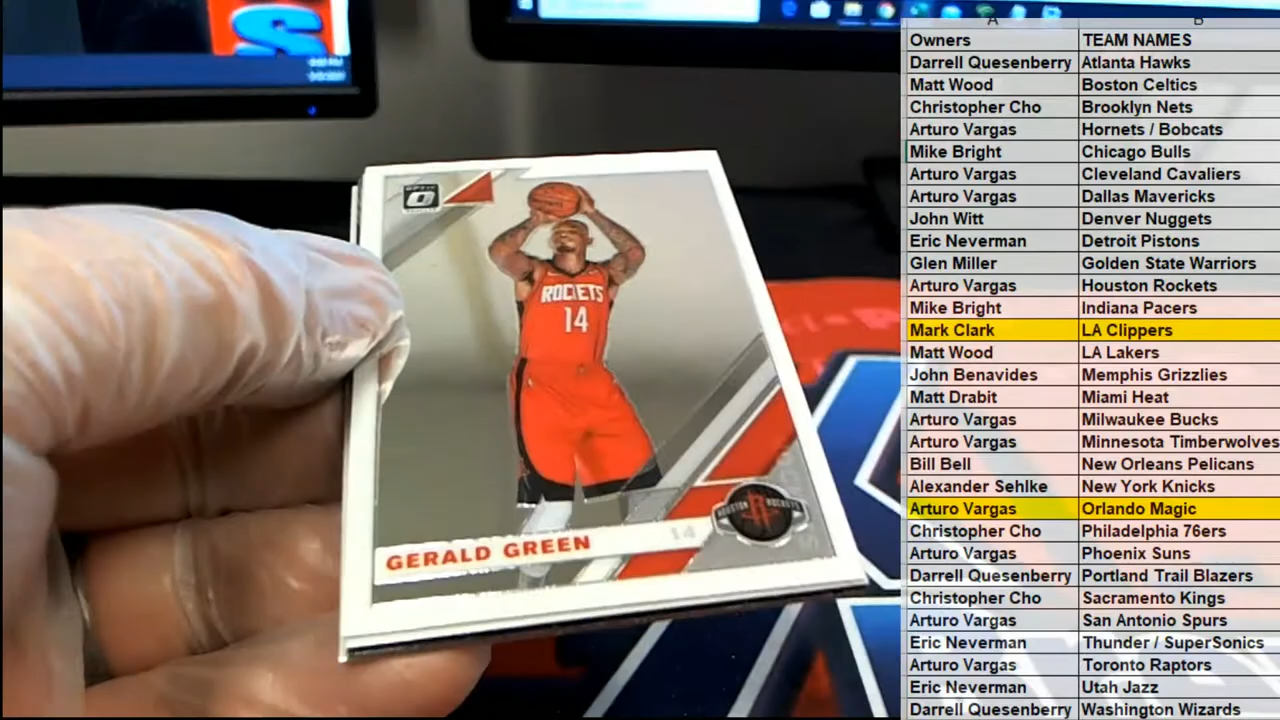 S
OPTIC
ROCKETS
14
GERALD GREEN
14
HOUSTON ROCKETS
A B
Owners TEAM NAMES
Darrell Quesenberry Atlanta Hawks
Matt Wood Boston Celtics
Christopher Cho Brooklyn Nets
Arturo Vargas Hornets / Bobcats
Mike Bright Chicago Bulls
Arturo Vargas Cleveland Cavaliers
Arturo Vargas Dallas Mavericks
John Witt Denver Nuggets
Eric Neverman Detroit Pistons
Glen Miller Golden State Warriors
Arturo Vargas Houston Rockets
Mike Bright Indiana Pacers
Mark Clark LA Clippers
Matt Wood LA Lakers
John Benavides Memphis Grizzlies
Matt Drabit Miami Heat
Arturo Vargas Milwaukee Bucks
Arturo Vargas Minnesota Timberwolves
Bill Bell New Orleans Pelicans
Alexander Sehlke New York Knicks
Arturo Vargas Orlando Magic
Christopher Cho Philadelphia 76ers
Arturo Vargas Phoenix Suns
Darrell Quesenberry Portland Trail Blazers
Christopher Cho Sacramento Kings
Arturo Vargas San Antonio Spurs
Eric Neverman Thunder / SuperSonics
Arturo Vargas Toronto Raptors
Eric Neverman Utah Jazz
Darrell Quesenberry Washington Wizards